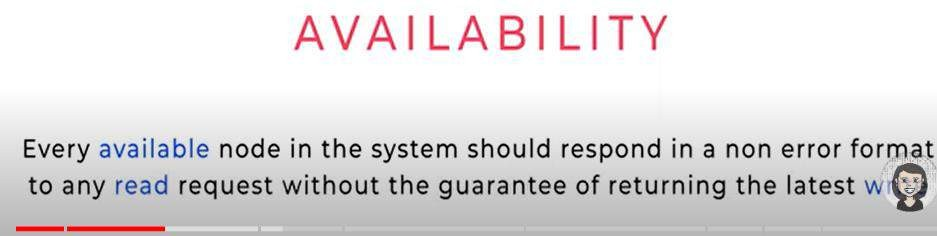 AVAILABILITY
Every available node in the system should respond in a non error format
to any read request without the guarantee of returning the latest